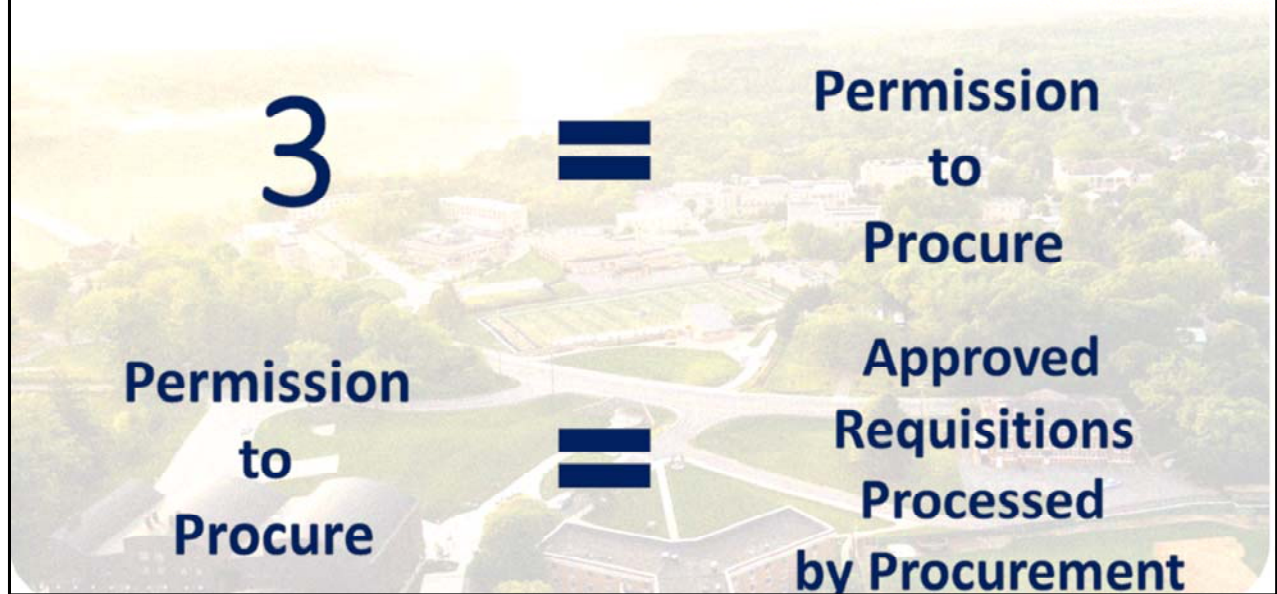 3
=
Permission
to
Procure
Permission
to
Procure
=
Approved
Requisitions
Processed
by Procurement